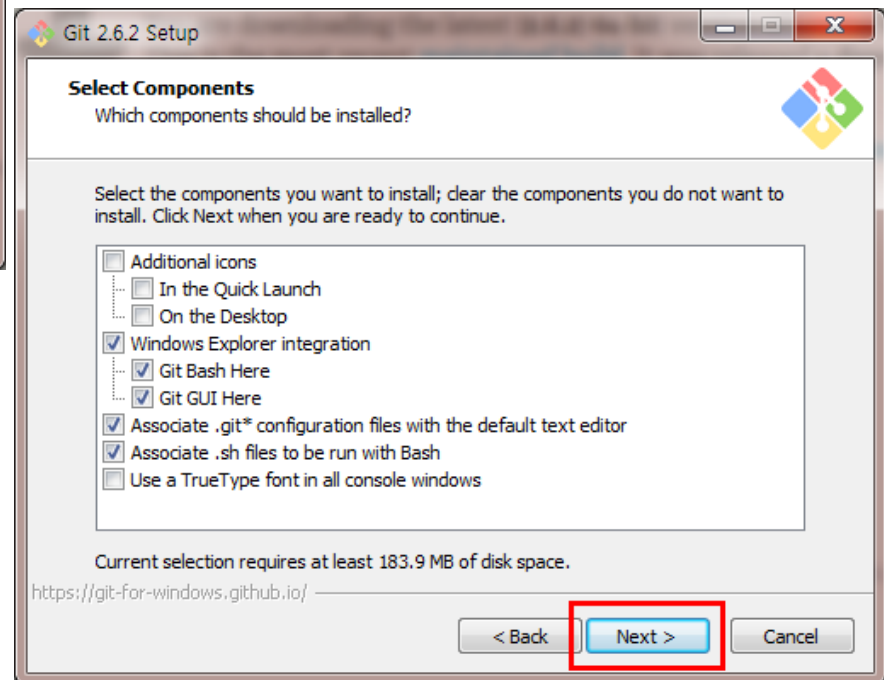 Git 2.6.2 Setup
Select Components
Which components should be installed?
Select the components you want to install; clear the components you do not want to
install. Click Next when you are ready to continue.
Additional icons
In the Quick Launch
On the Desktop
Windows Explorer integration
Git Bash Here
Git GUI Here
Associate .git* configuration files with the default text editor
Associate .sh files to be run with Bash
Use a TrueType font in all console windows
Current selection requires at least 183.9 MB of disk space.
https://git-for-windows.github.io/
< Back Next > Cancel